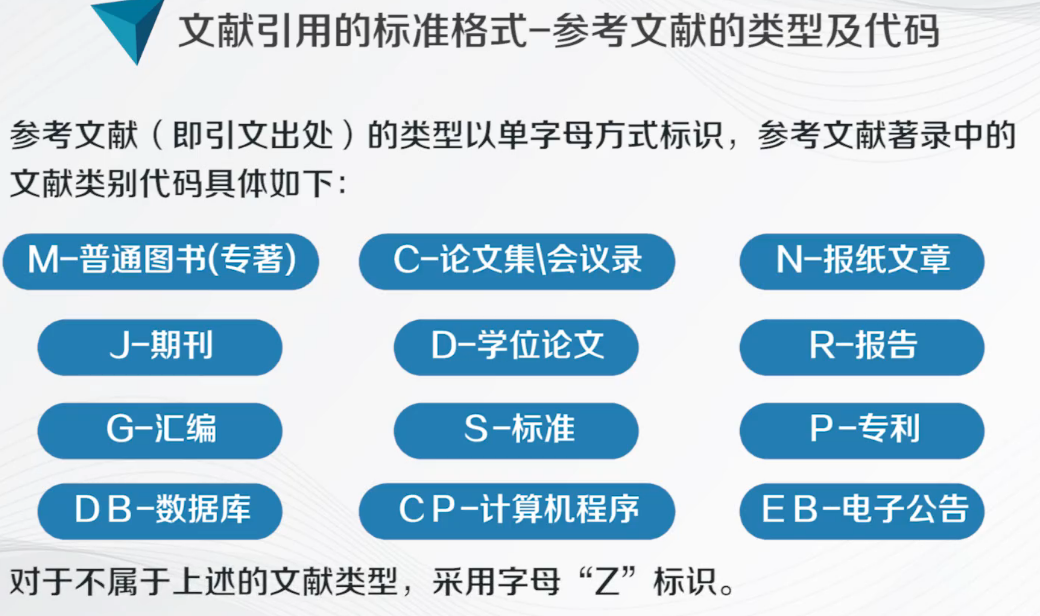 文献引用的标准格式-参考文献的类型及代码
参考文献（即引文出处）的类型以单字母方式标识，参考文献著录中的
文献类别代码具体如下：
M-普通图书(专著)
C-论文集\会议录
N-报纸文章
J-期刊
D-学位论文
R-报告
G-汇编
S-标准
P-专利
DB-数据库
CP-计算机程序
EB-电子公告
对于不属于上述的文献类型，采用字母“Z”标识。